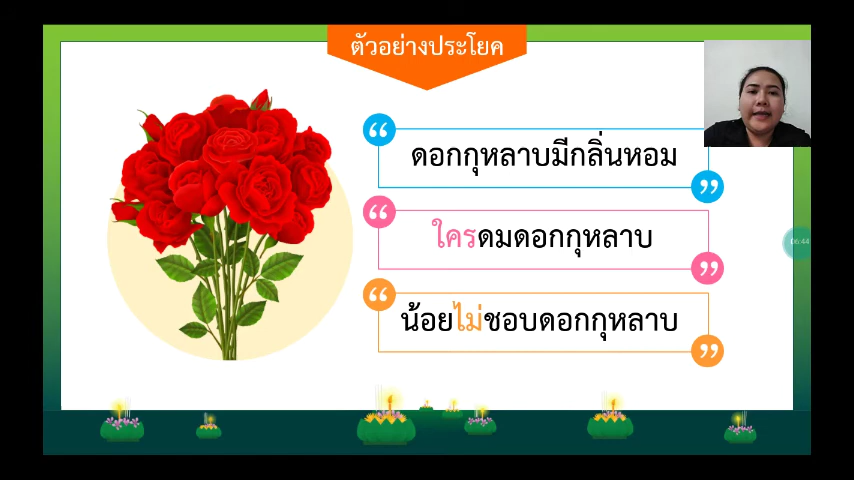 ตัวอย่างประโยค
ดอกกุหลาบมีกลิ่นหอม
ใครดมดอกกุหลาบ
น้อยไม่ชอบดอกกุหลาบ
06:44